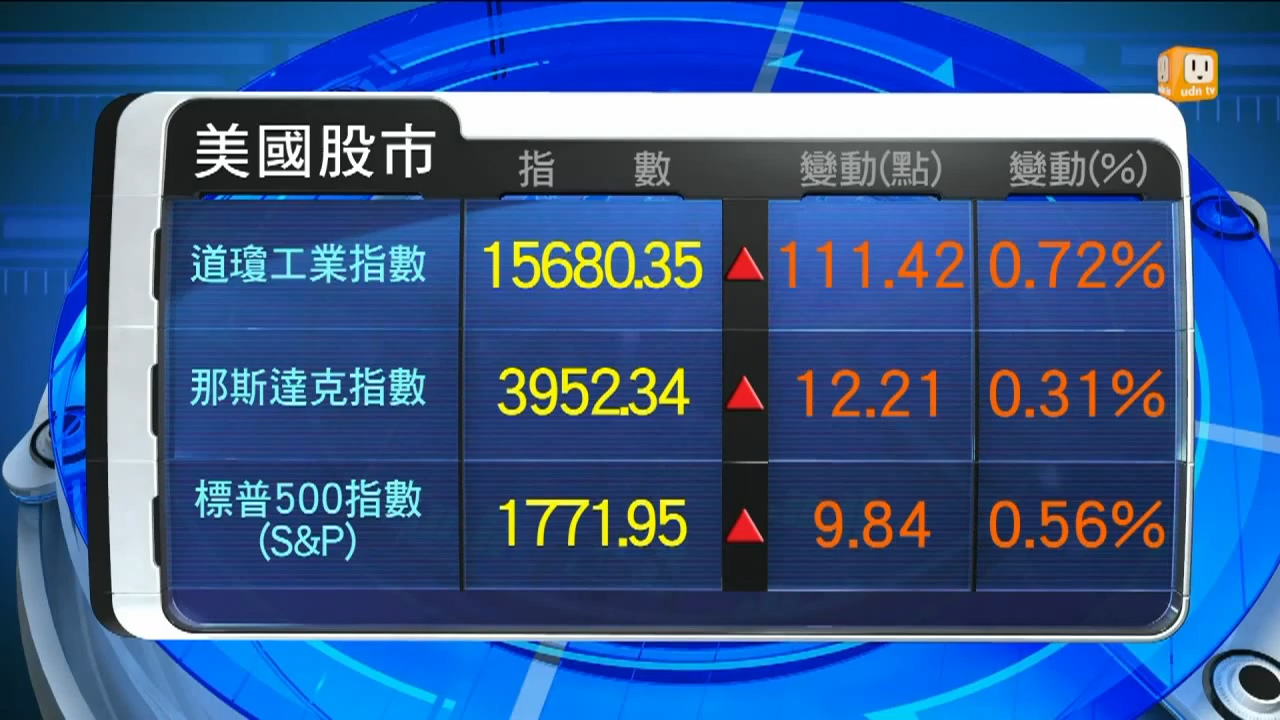 udn tv
美國股市
指數 變動(點) 變動(%)
道瓊工業指數 15680.35 ▲ 111.42 0.72%
那斯達克指數 3952.34 ▲ 12.21 0.31%
標普500指數
(S&P) 1771.95 ▲ 9.84 0.56%